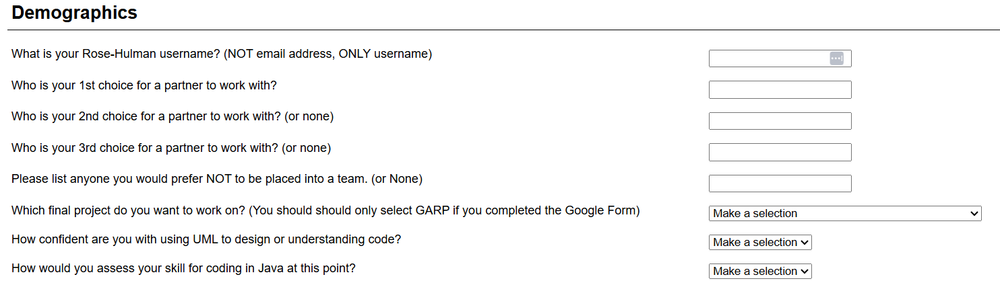 Demographics
What is your Rose-Hulman username? (NOT email address, ONLY username)
Who is your 1st choice for a partner to work with?
Who is your 2nd choice for a partner to work with? (or none)
Who is your 3rd choice for a partner to work with? (or none)
Please list anyone you would prefer NOT to be placed into a team. (or None)
Which final project do you want to work on? (You should should only select GARP if you completed the Google Form) Make a selection
How confident are you with using UML to design or understanding code? Make a selection
How would you assess your skill for coding in Java at this point? Make a selection